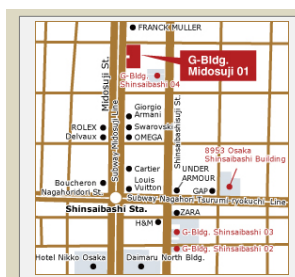 FRANCK MULLER
G-Bldg.
Midosuji 01
G-Bldg.
Shinsaibashi 04
Midosuji St.
Subway-Midosuji Line
Shinsaibashisuji St.
Giorgio
Armani
ROLEX
Swarovski
Delvaux
OMEGA
8953 Osaka
Shinsaibashi Building
Cartier
UNDER
ARMOUR
Boucheron
Louis
Vuitton
GAP
Nagahoridori St.
Subway-Nagahori Tsurumi ryokuchi- Line
Shinsaibashi Sta.
ZARA
H&M
G-Bldg. Shinsaibashi 03
G-Bldg. Shinsaibashi 02
Hotel Nikko Osaka
Daimaru North Bldg.